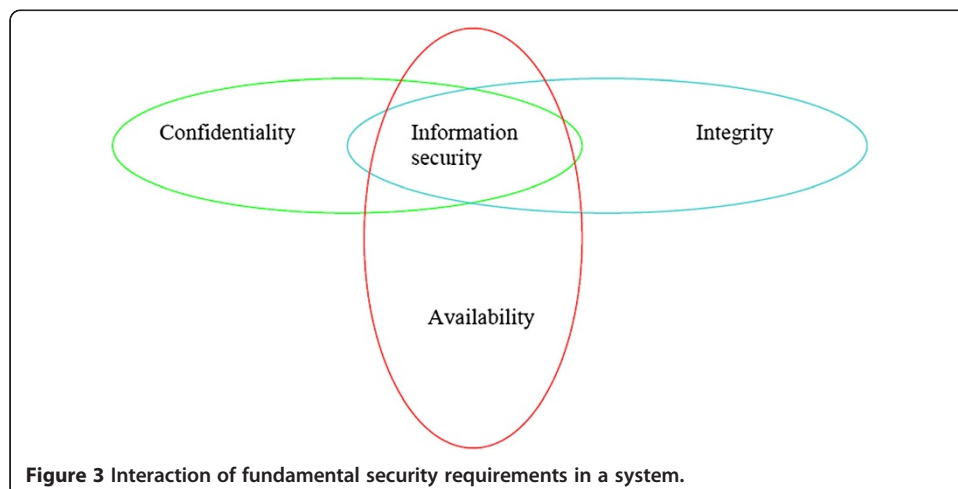 Confidentiality
Information
security
Integrity
Availability
Figure 3 Interaction of fundamental security requirements in a system.